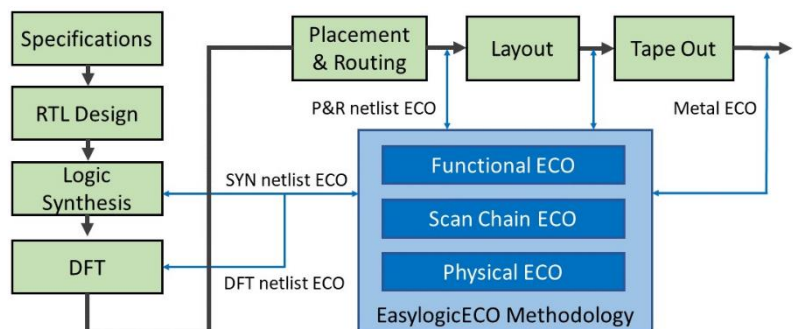 Specifications
RTL Design
Logic
Synthesis
DFT
Placement
& Routing
Layout
Tape Out
P&R netlist ECO
Metal ECO
SYN netlist ECO
DFT netlist ECO
Functional ECO
Scan Chain ECO
Physical ECO
EasylogicECO Methodology